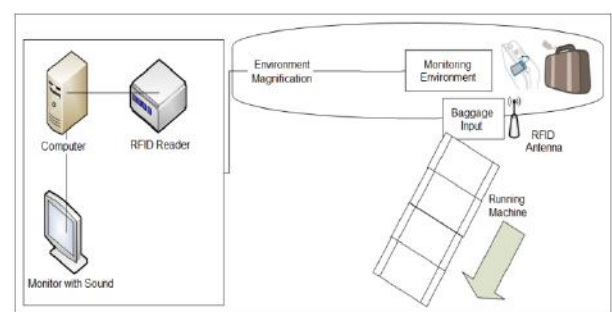 Computer
RFID Reader
Monitor with Sound
Environment
Magnification
Monitoring
Environment
Baggage
Input
RFID
Antenna
Running
Machine